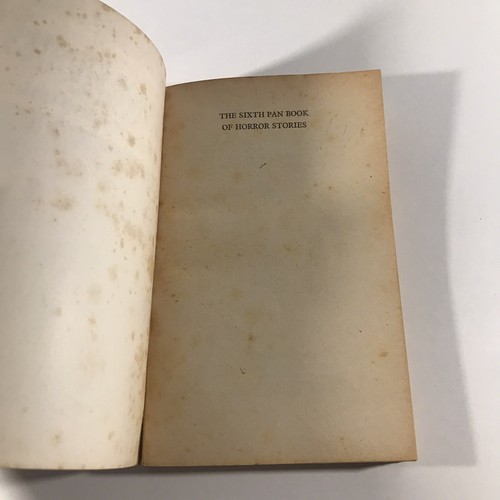 THE SIXTH PAN BOOK
OF HORROR STORIES